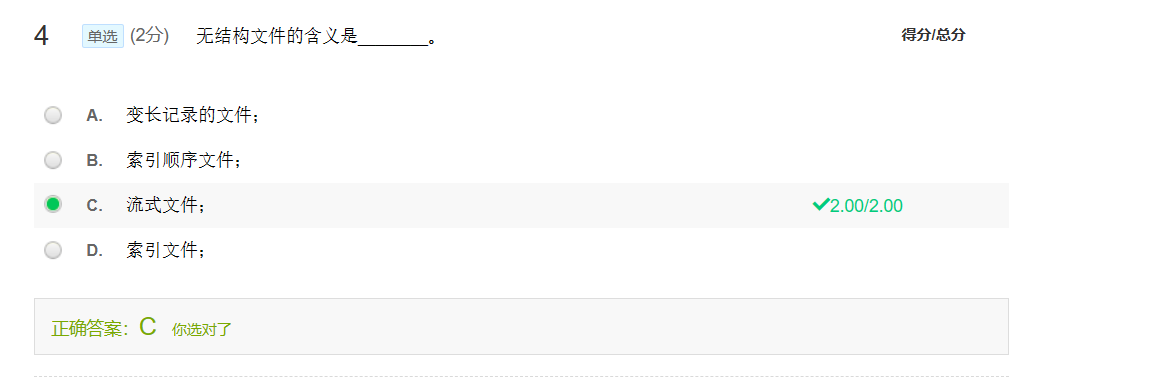 4 单选 (2分) 无结构文件的含义是________。 得分/总分
A. 变长记录的文件；
B. 索引顺序文件；
C. 流式文件； 2.00/2.00
D. 索引文件；
正确答案：C 你选对了